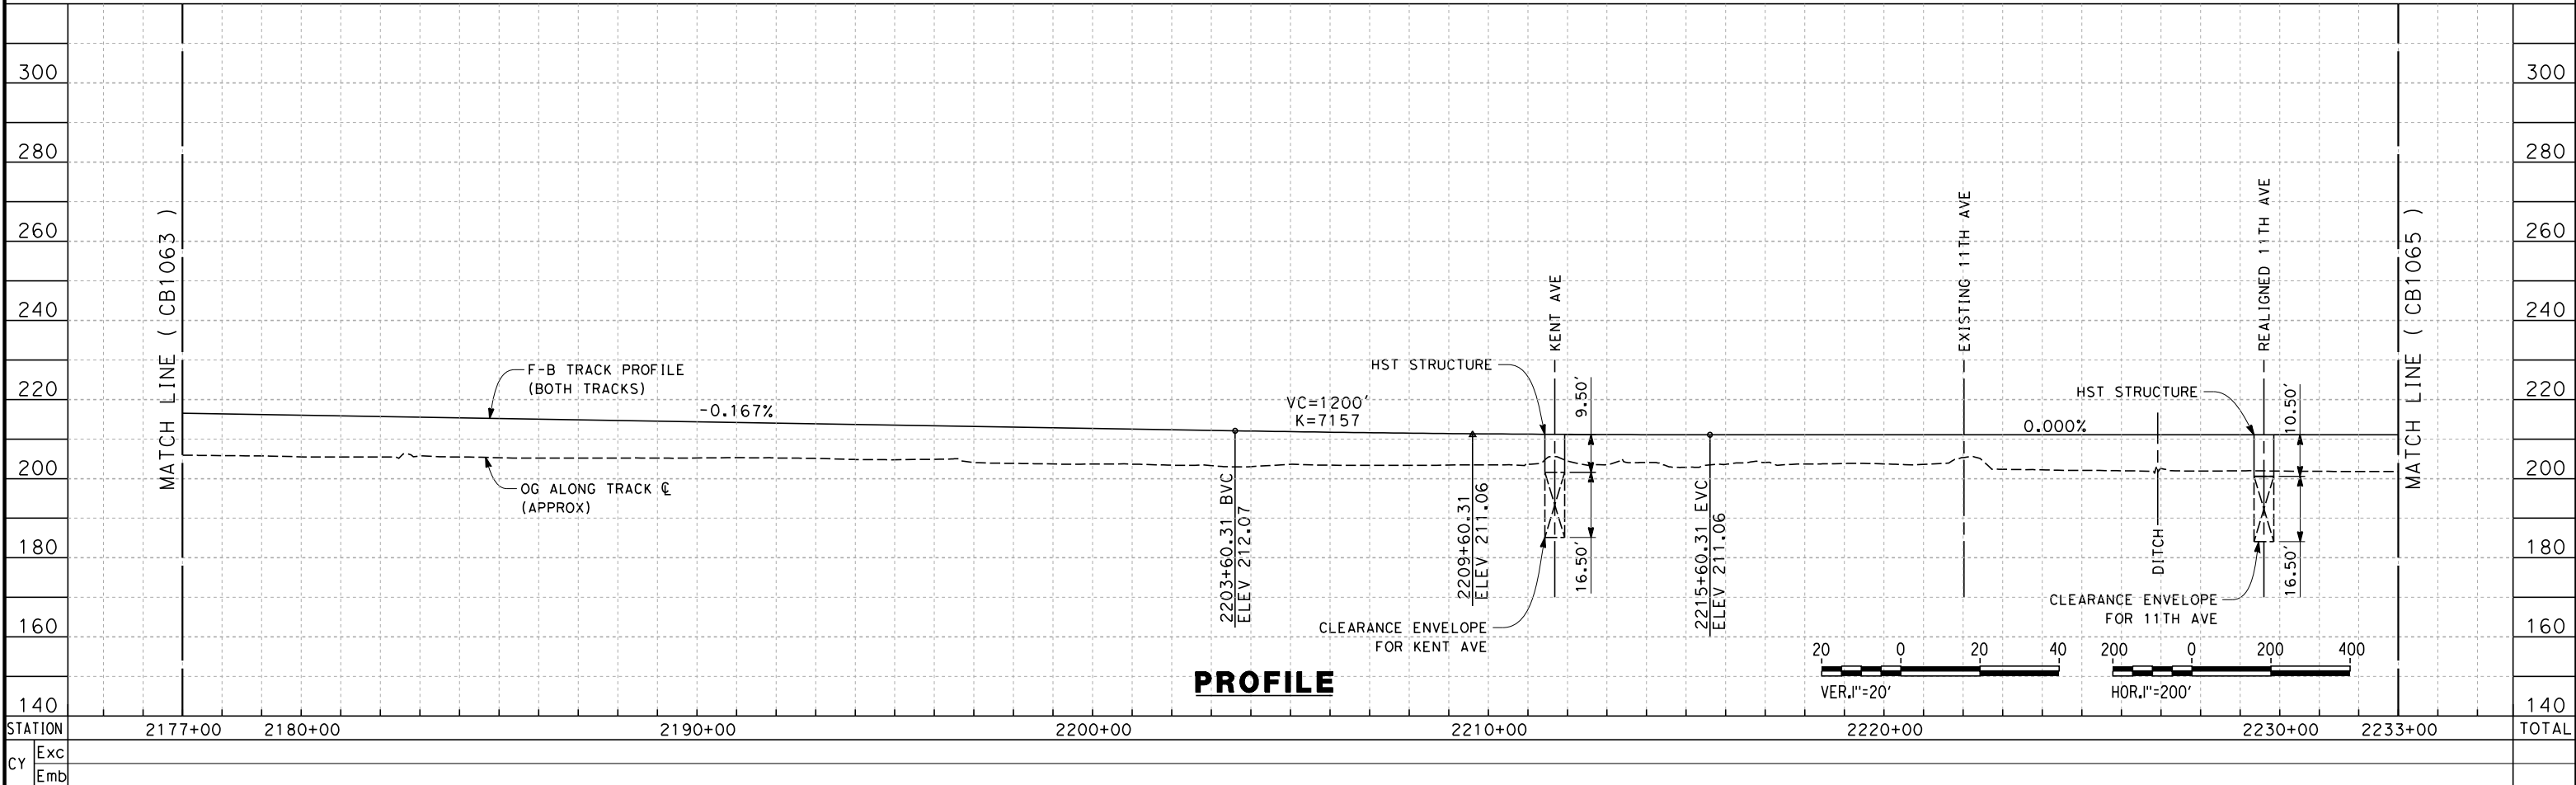 300
280
260
240
220
200
180
160
140
MATCH LINE ( CB1063 )
F-B TRACK PROFILE
(BOTH TRACKS)
-0.167%
OG ALONG TRACK ℄
(APPROX)
2203+60.31 BVC
ELEV 212.07
VC=1200'
K=7157
2209+60.31
ELEV 211.06
HST STRUCTURE
KENT AVE
9.50'
16.50'
CLEARANCE ENVELOPE
FOR KENT AVE
2215+60.31 EVC
ELEV 211.06
EXISTING 11TH AVE
0.000%
DITCH
HST STRUCTURE
REALIGNED 11TH AVE
10.50'
16.50'
CLEARANCE ENVELOPE
FOR 11TH AVE
MATCH LINE ( CB1065 )
300
280
260
240
220
200
180
160
140
PROFILE
20 0 20 40
VER.1"=20'
200 0 200 400
HOR.1"=200'
STATION 2177+00 2180+00 2190+00 2200+00 2210+00 2220+00 2230+00 2233+00 TOTAL
CY Exc
Emb